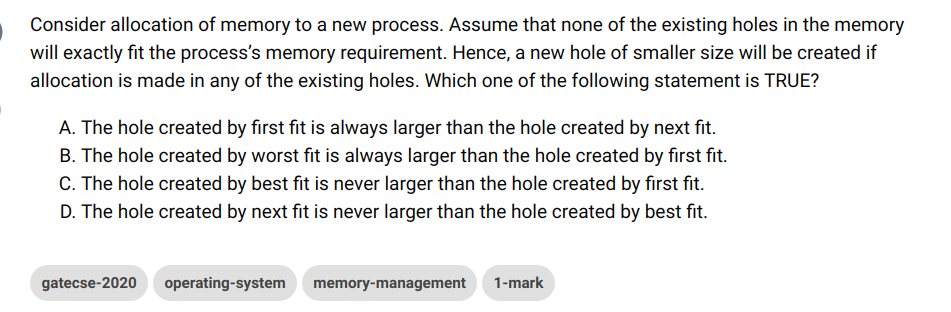 Consider allocation of memory to a new process. Assume that none of the existing holes in the memory
will exactly fit the process’s memory requirement. Hence, a new hole of smaller size will be created if
allocation is made in any of the existing holes. Which one of the following statement is TRUE?
A. The hole created by first fit is always larger than the hole created by next fit.
B. The hole created by worst fit is always larger than the hole created by first fit.
C. The hole created by best fit is never larger than the hole created by first fit.
D. The hole created by next fit is never larger than the hole created by best fit.
gatecse-2020 operating-system memory-management 1-mark